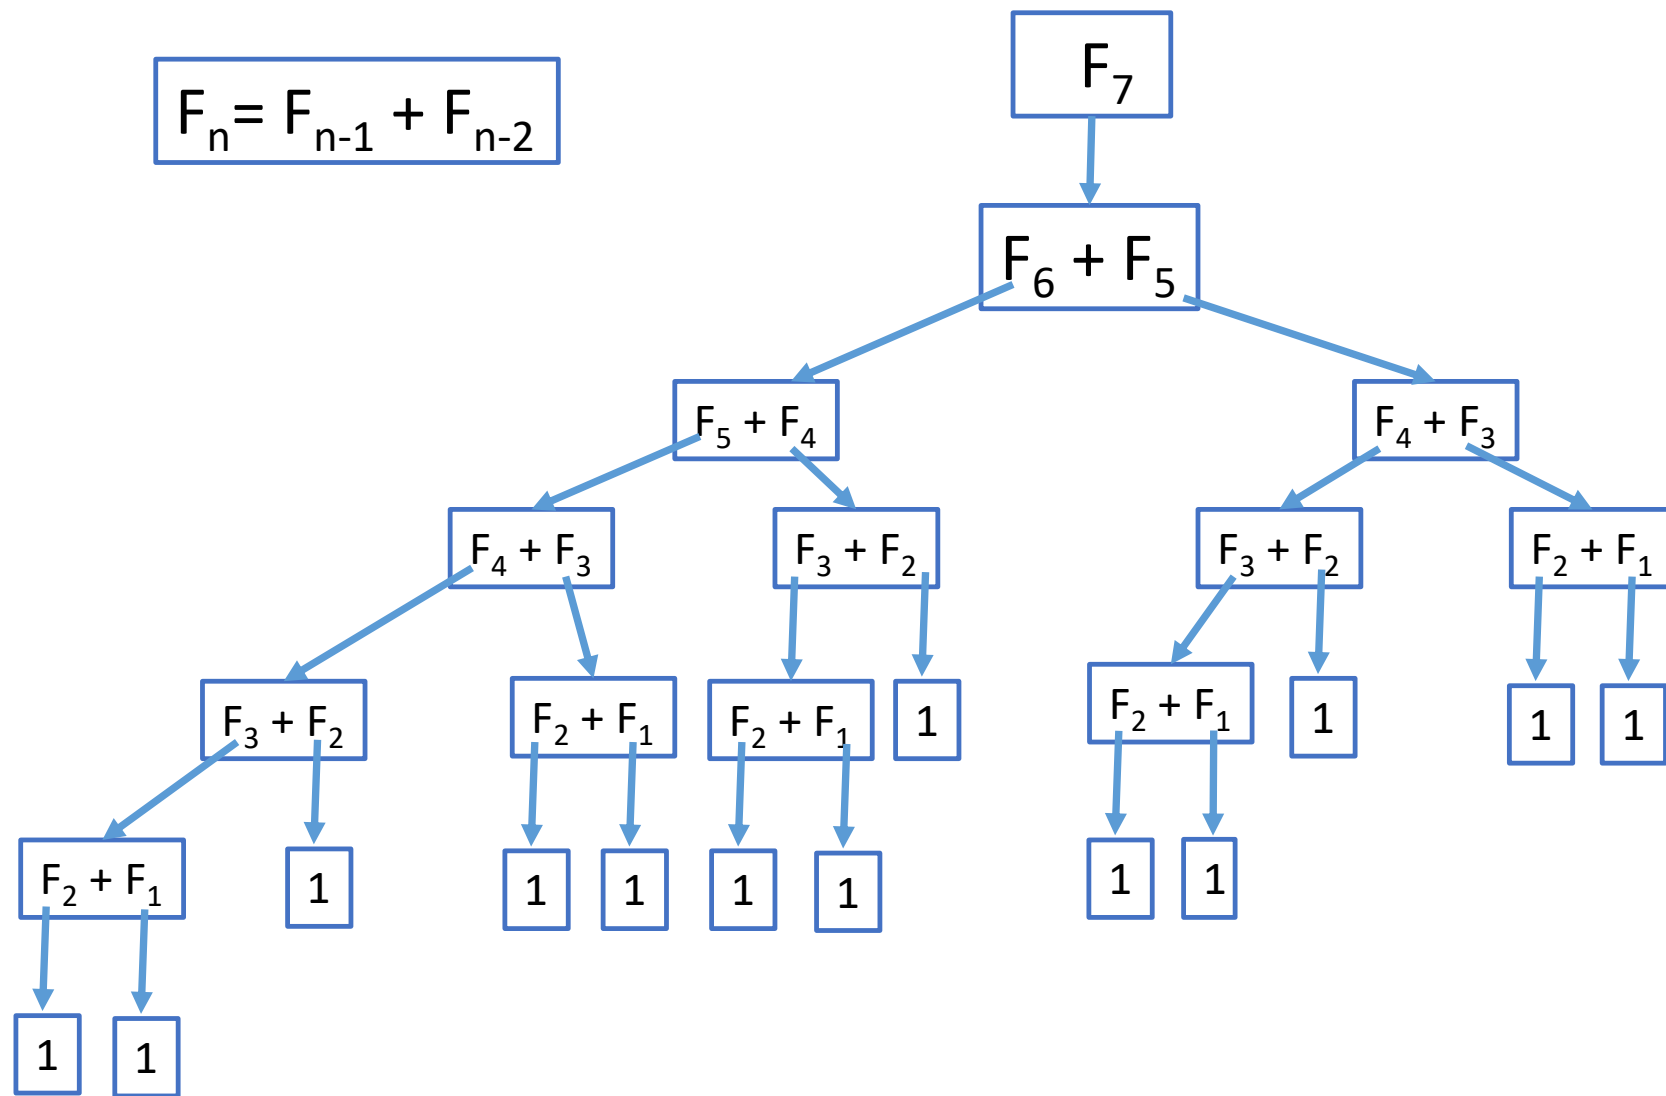 F₇
Fₙ= Fₙ₋₁ + Fₙ₋₂
F₆ + F₅
F₅ + F₄
F₄ + F₃
F₄ + F₃
F₃ + F₂
F₃ + F₂
F₂ + F₁
F₃ + F₂
F₂ + F₁
F₂ + F₁
1
F₂ + F₁
1
1
1
F₂ + F₁
1
1
1
1
1
1
1
1
1